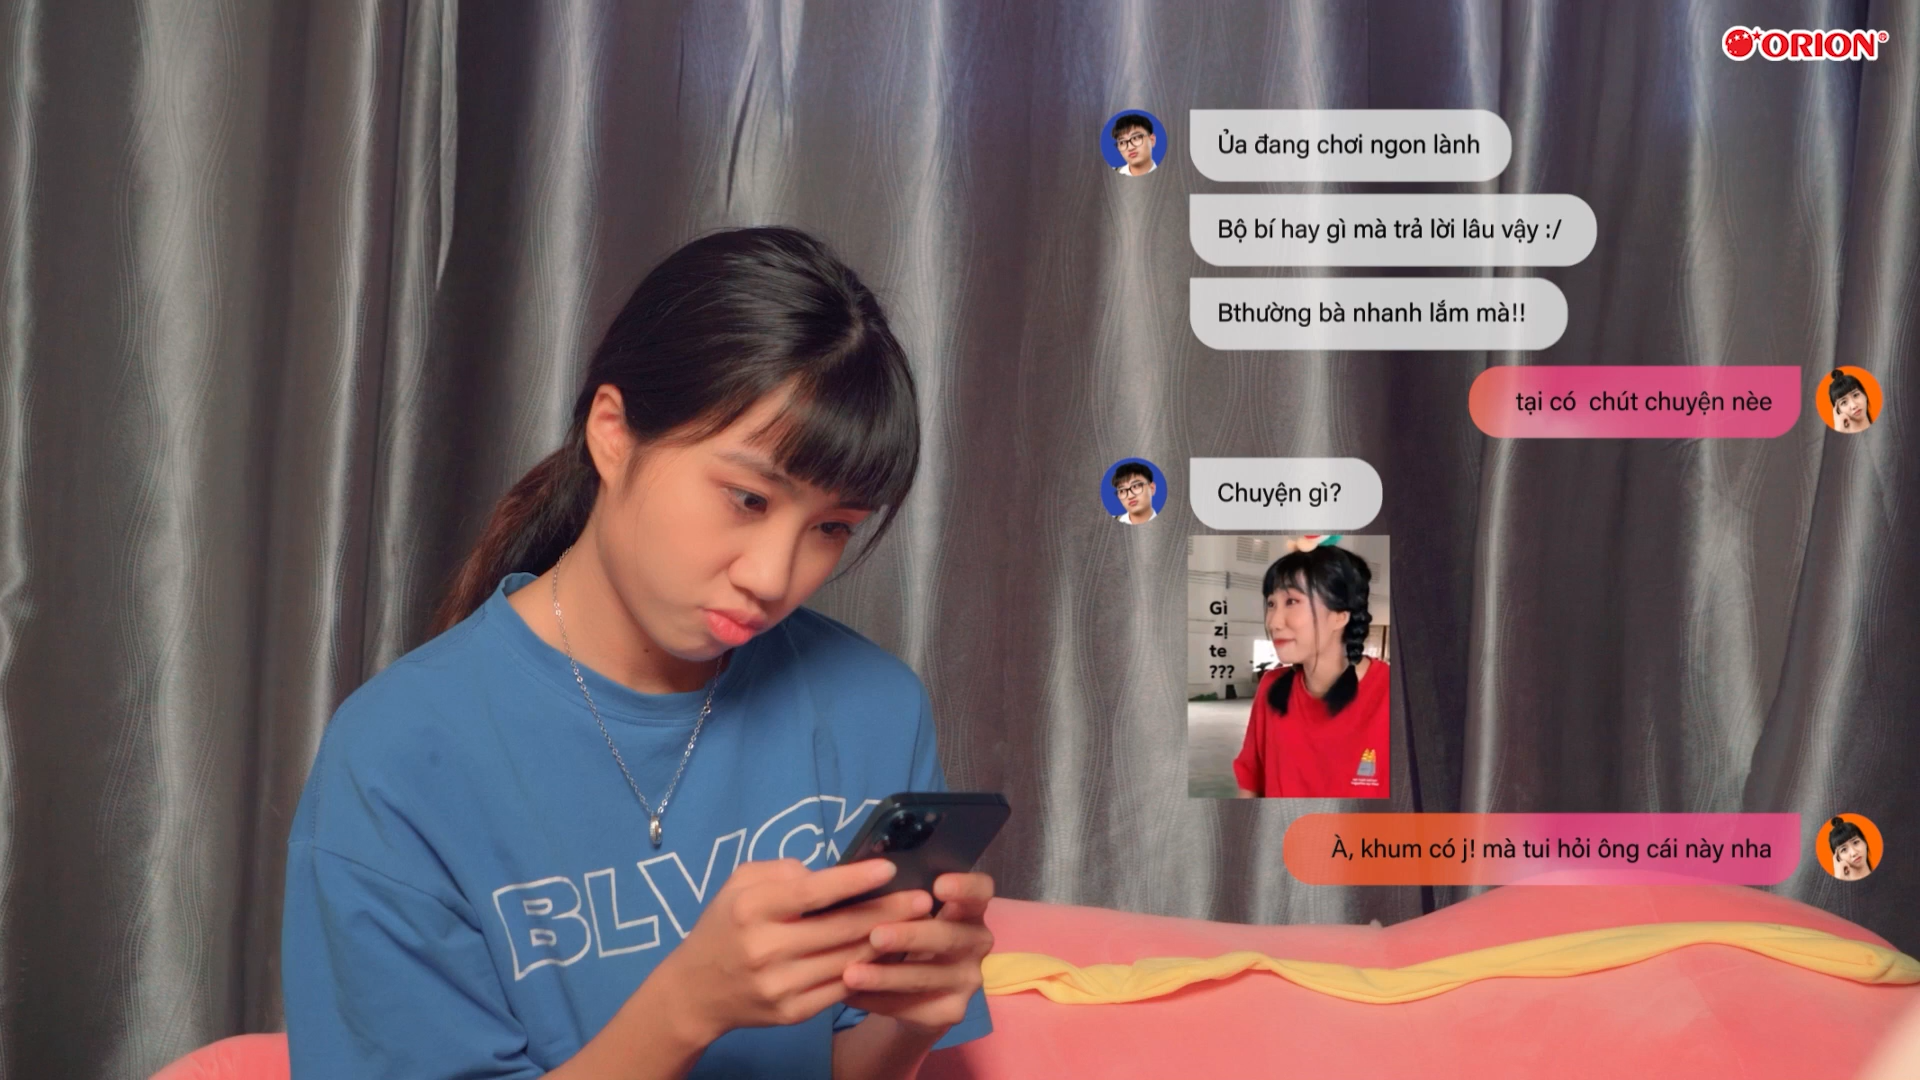 ORION
Ủa đang chơi ngon lành
Bộ bí hay gì mà trả lời lâu vậy :/
Bthường bà nhanh lắm mà!!
tại có chút chuyện nèe
Chuyện gì?
Gì
zị
te
???
À, khum có j! mà tui hỏi ông cái này nha
BLVCK